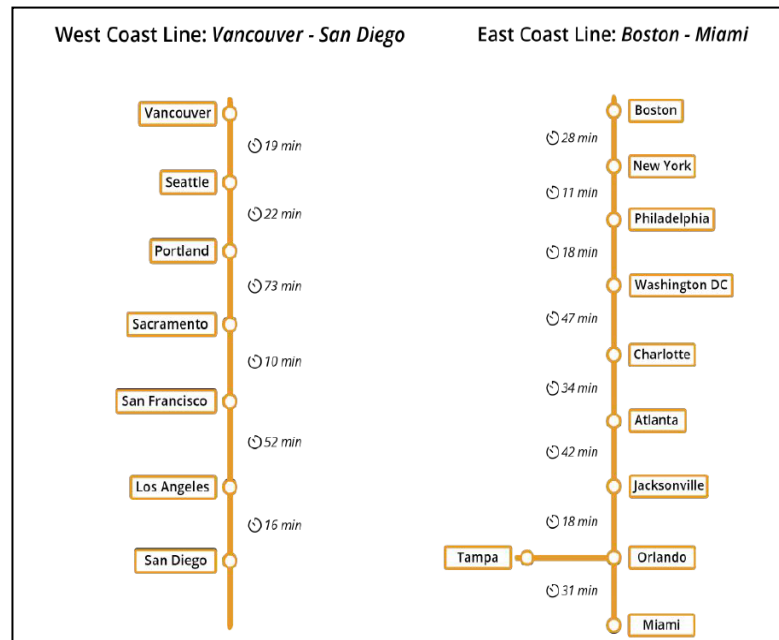 West Coast Line: Vancouver - San Diego
Vancouver
19 min
Seattle
22 min
Portland
73 min
Sacramento
10 min
San Francisco
52 min
Los Angeles
16 min
San Diego
East Coast Line: Boston - Miami
Boston
28 min
New York
11 min
Philadelphia
18 min
Washington DC
47 min
Charlotte
34 min
Atlanta
42 min
Jacksonville
18 min
Tampa
Orlando
31 min
Miami